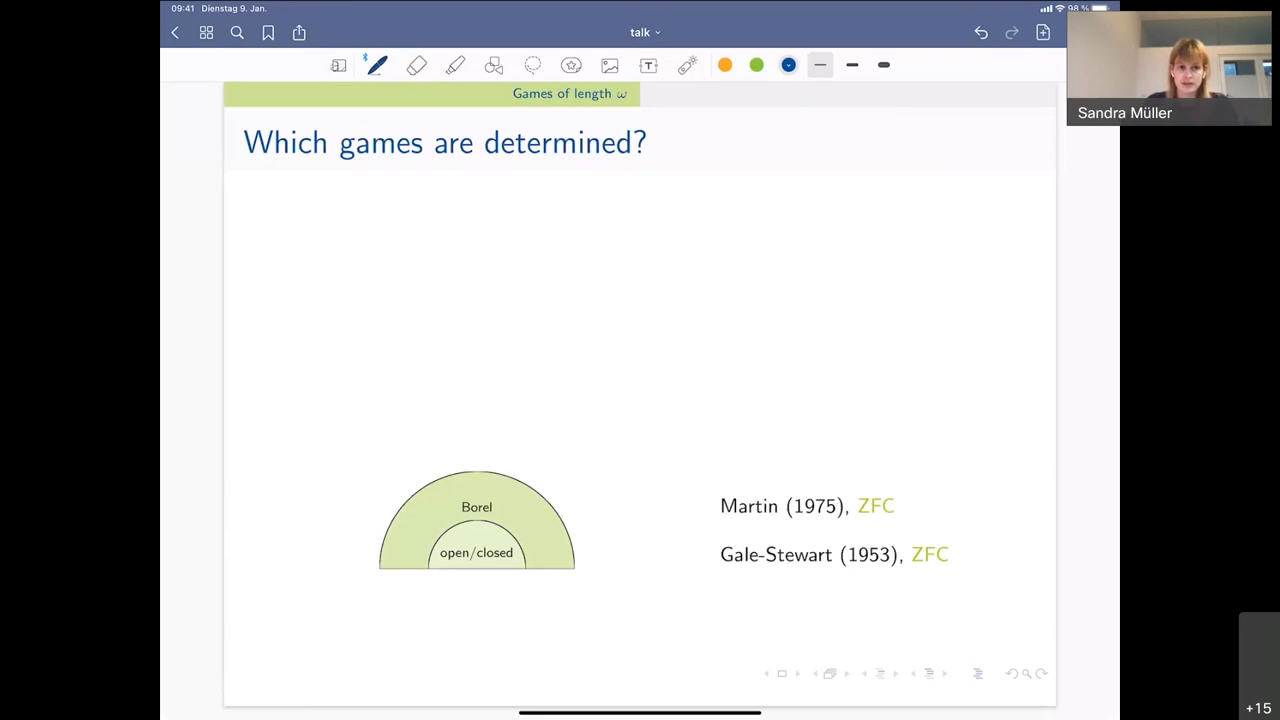 09:41 Dienstag 9. Jan.
98 %
talk
Sandra Müller
Games of length ω
Which games are determined?
Borel
open/closed
Martin (1975), ZFC
Gale-Stewart (1953), ZFC
+15